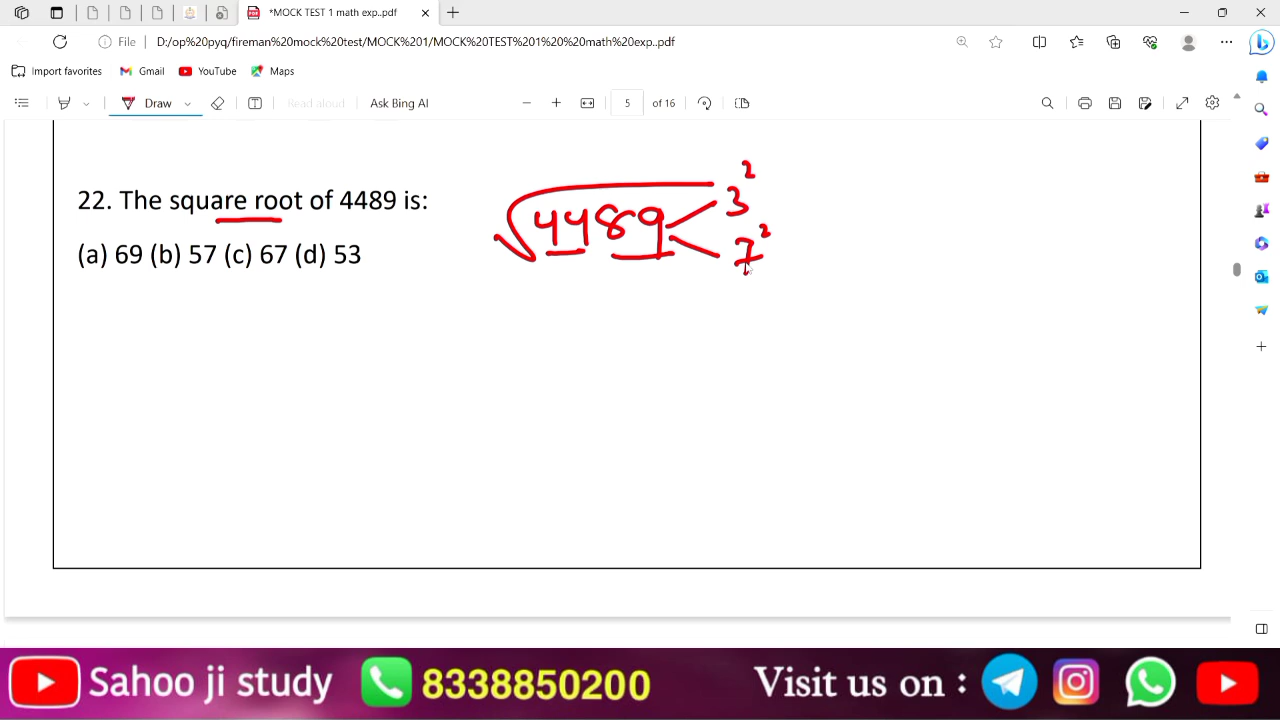 *MOCK TEST 1 math exp..pdf
File D:/op%20pyq/fireman%20mock%20test/MOCK%201/MOCK%20TEST%201%20%20math%20exp..pdf
Import favorites Gmail YouTube Maps
Draw Read aloud Ask Bing AI 5 of 16
22. The square root of 4489 is:
(a) 69 (b) 57 (c) 67 (d) 53
√4489
3²
7²
Sahoo ji study 8338850200 Visit us on :